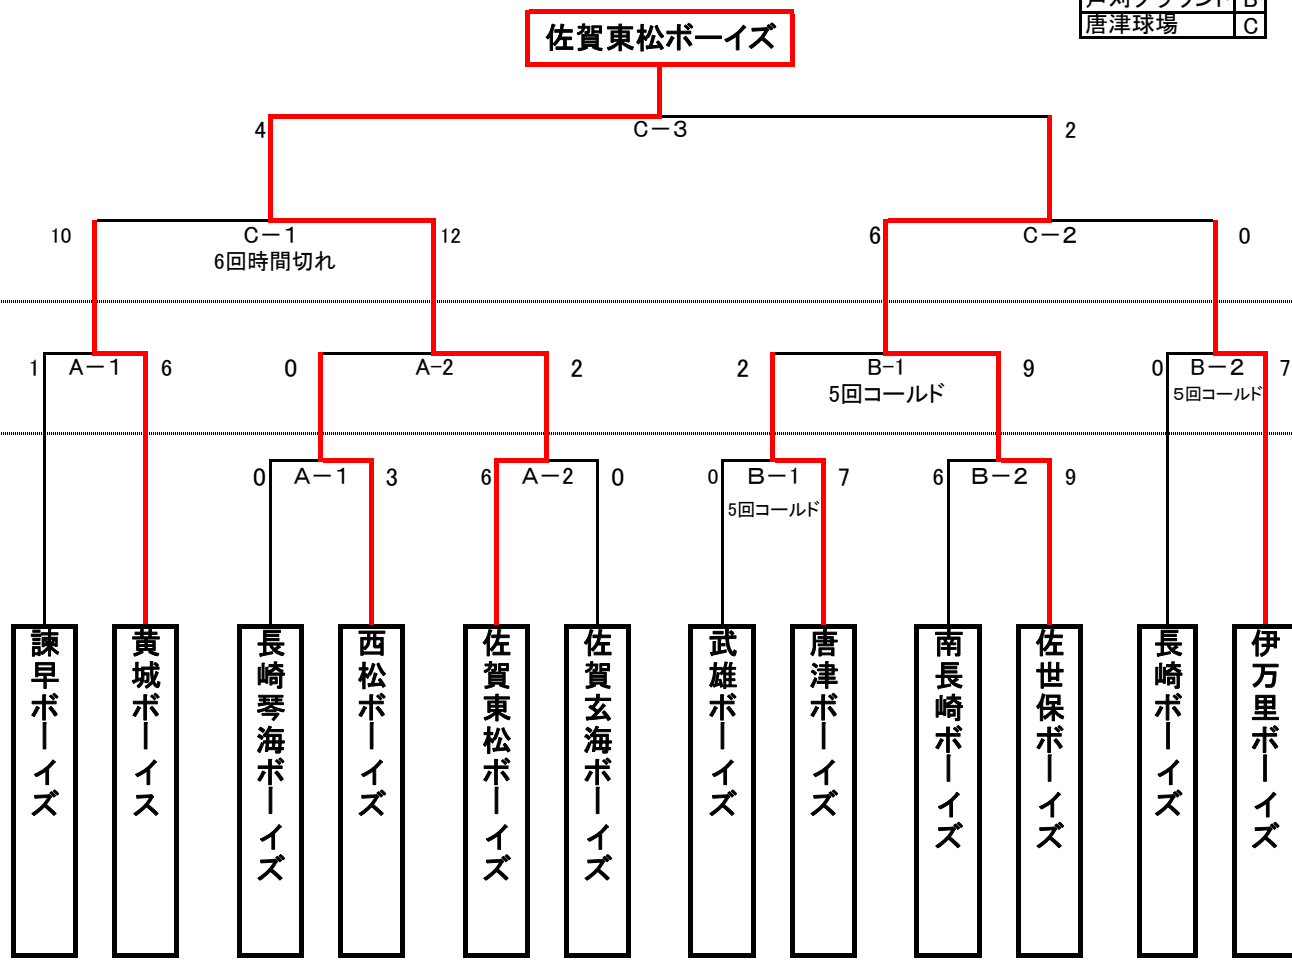 B
唐津球場 C
佐賀東松ボーイズ
4 C－3 2
10 C－1 12 6 C－2 0
6回時間切れ
1 A－1 6 0 A-2 2 2 B-1 9 0 B－2 7
5回コールド 5回コールド
0 A－1 3 6 A－2 0 0 B－1 7 6 B－2 9
5回コールド
諫早ボーイズ
黄城ボーイス
長崎琴海ボーイズ
西松ボーイズ
佐賀東松ボーイズ
佐賀玄海ボーイズ
武雄ボーイズ
唐津ボーイズ
南長崎ボーイズ
佐世保ボーイズ
長崎ボーイズ
伊万里ボーイズ